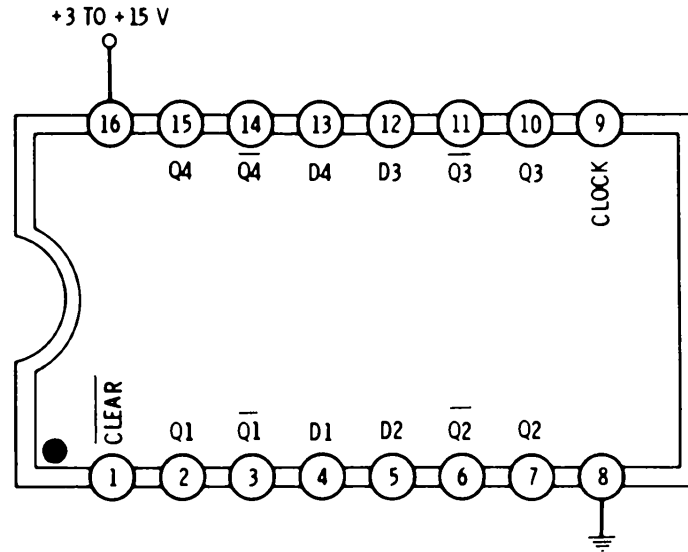 +3 TO +15 V
16 15 14 13 12 11 10 9
Q4 Q̅4̅ D4 D3 Q̅3̅ Q3 CLOCK
C̅L̅E̅A̅R̅ Q1 Q̅1 D1 D2 Q̅2 Q2
1 2 3 4 5 6 7 8